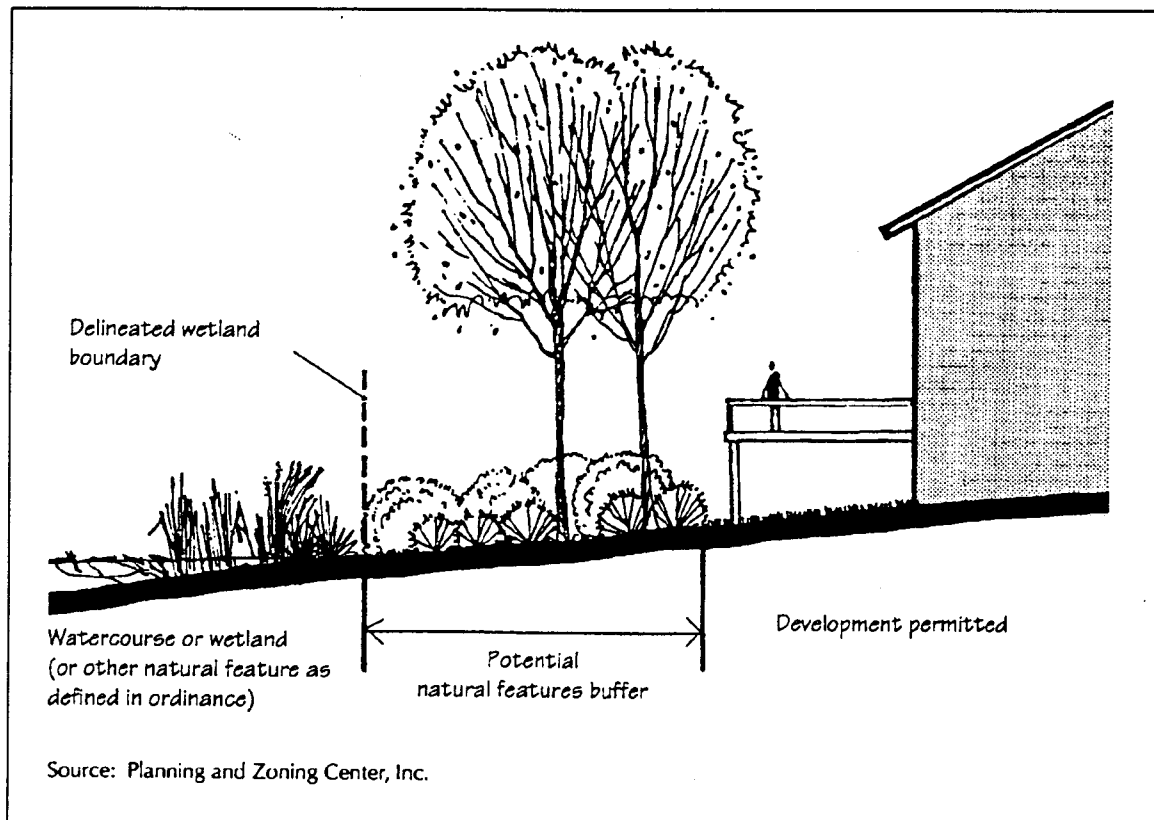 Delineated wetland
boundary
Watercourse or wetland
(or other natural feature as
defined in ordinance)
Potential
natural features buffer
Development permitted
Source: Planning and Zoning Center, Inc.